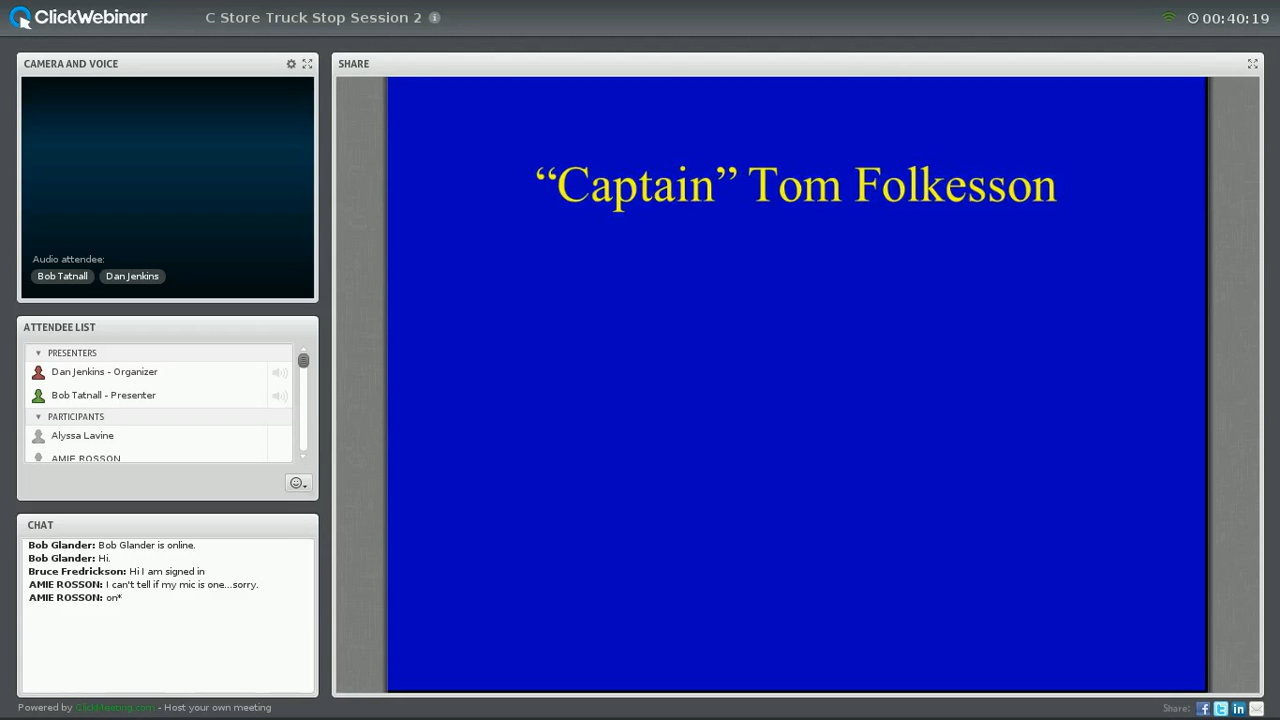 ClickWebinar
C Store Truck Stop Session 2
00:40:19
CAMERA AND VOICE
Audio attendee:
Bob Tatnall
Dan Jenkins
ATTENDEE LIST
PRESENTERS
Dan Jenkins - Organizer
Bob Tatnall - Presenter
PARTICIPANTS
Alyssa Lavine
AMIE ROSSON
CHAT
Bob Glander: Bob Glander is online.
Bob Glander: Hi.
Bruce Fredrickson: Hi I am signed in
AMIE ROSSON: I can't tell if my mic is one...sorry.
AMIE ROSSON: on*
SHARE
“Captain” Tom Folkesson
Powered by ClickMeeting.com - Host your own meeting
Share: